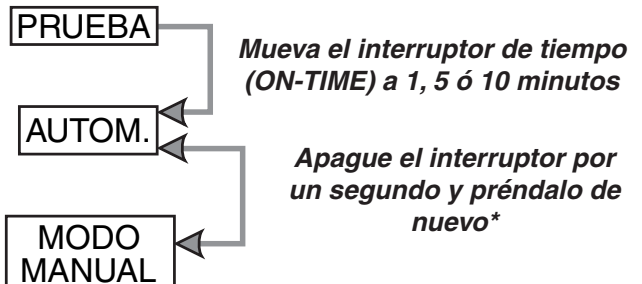 PRUEBA
Mueva el interruptor de tiempo
(ON-TIME) a 1, 5 ó 10 minutos
AUTOM.
Apague el interruptor por
un segundo y préndalo de
nuevo*
MODO
MANUAL